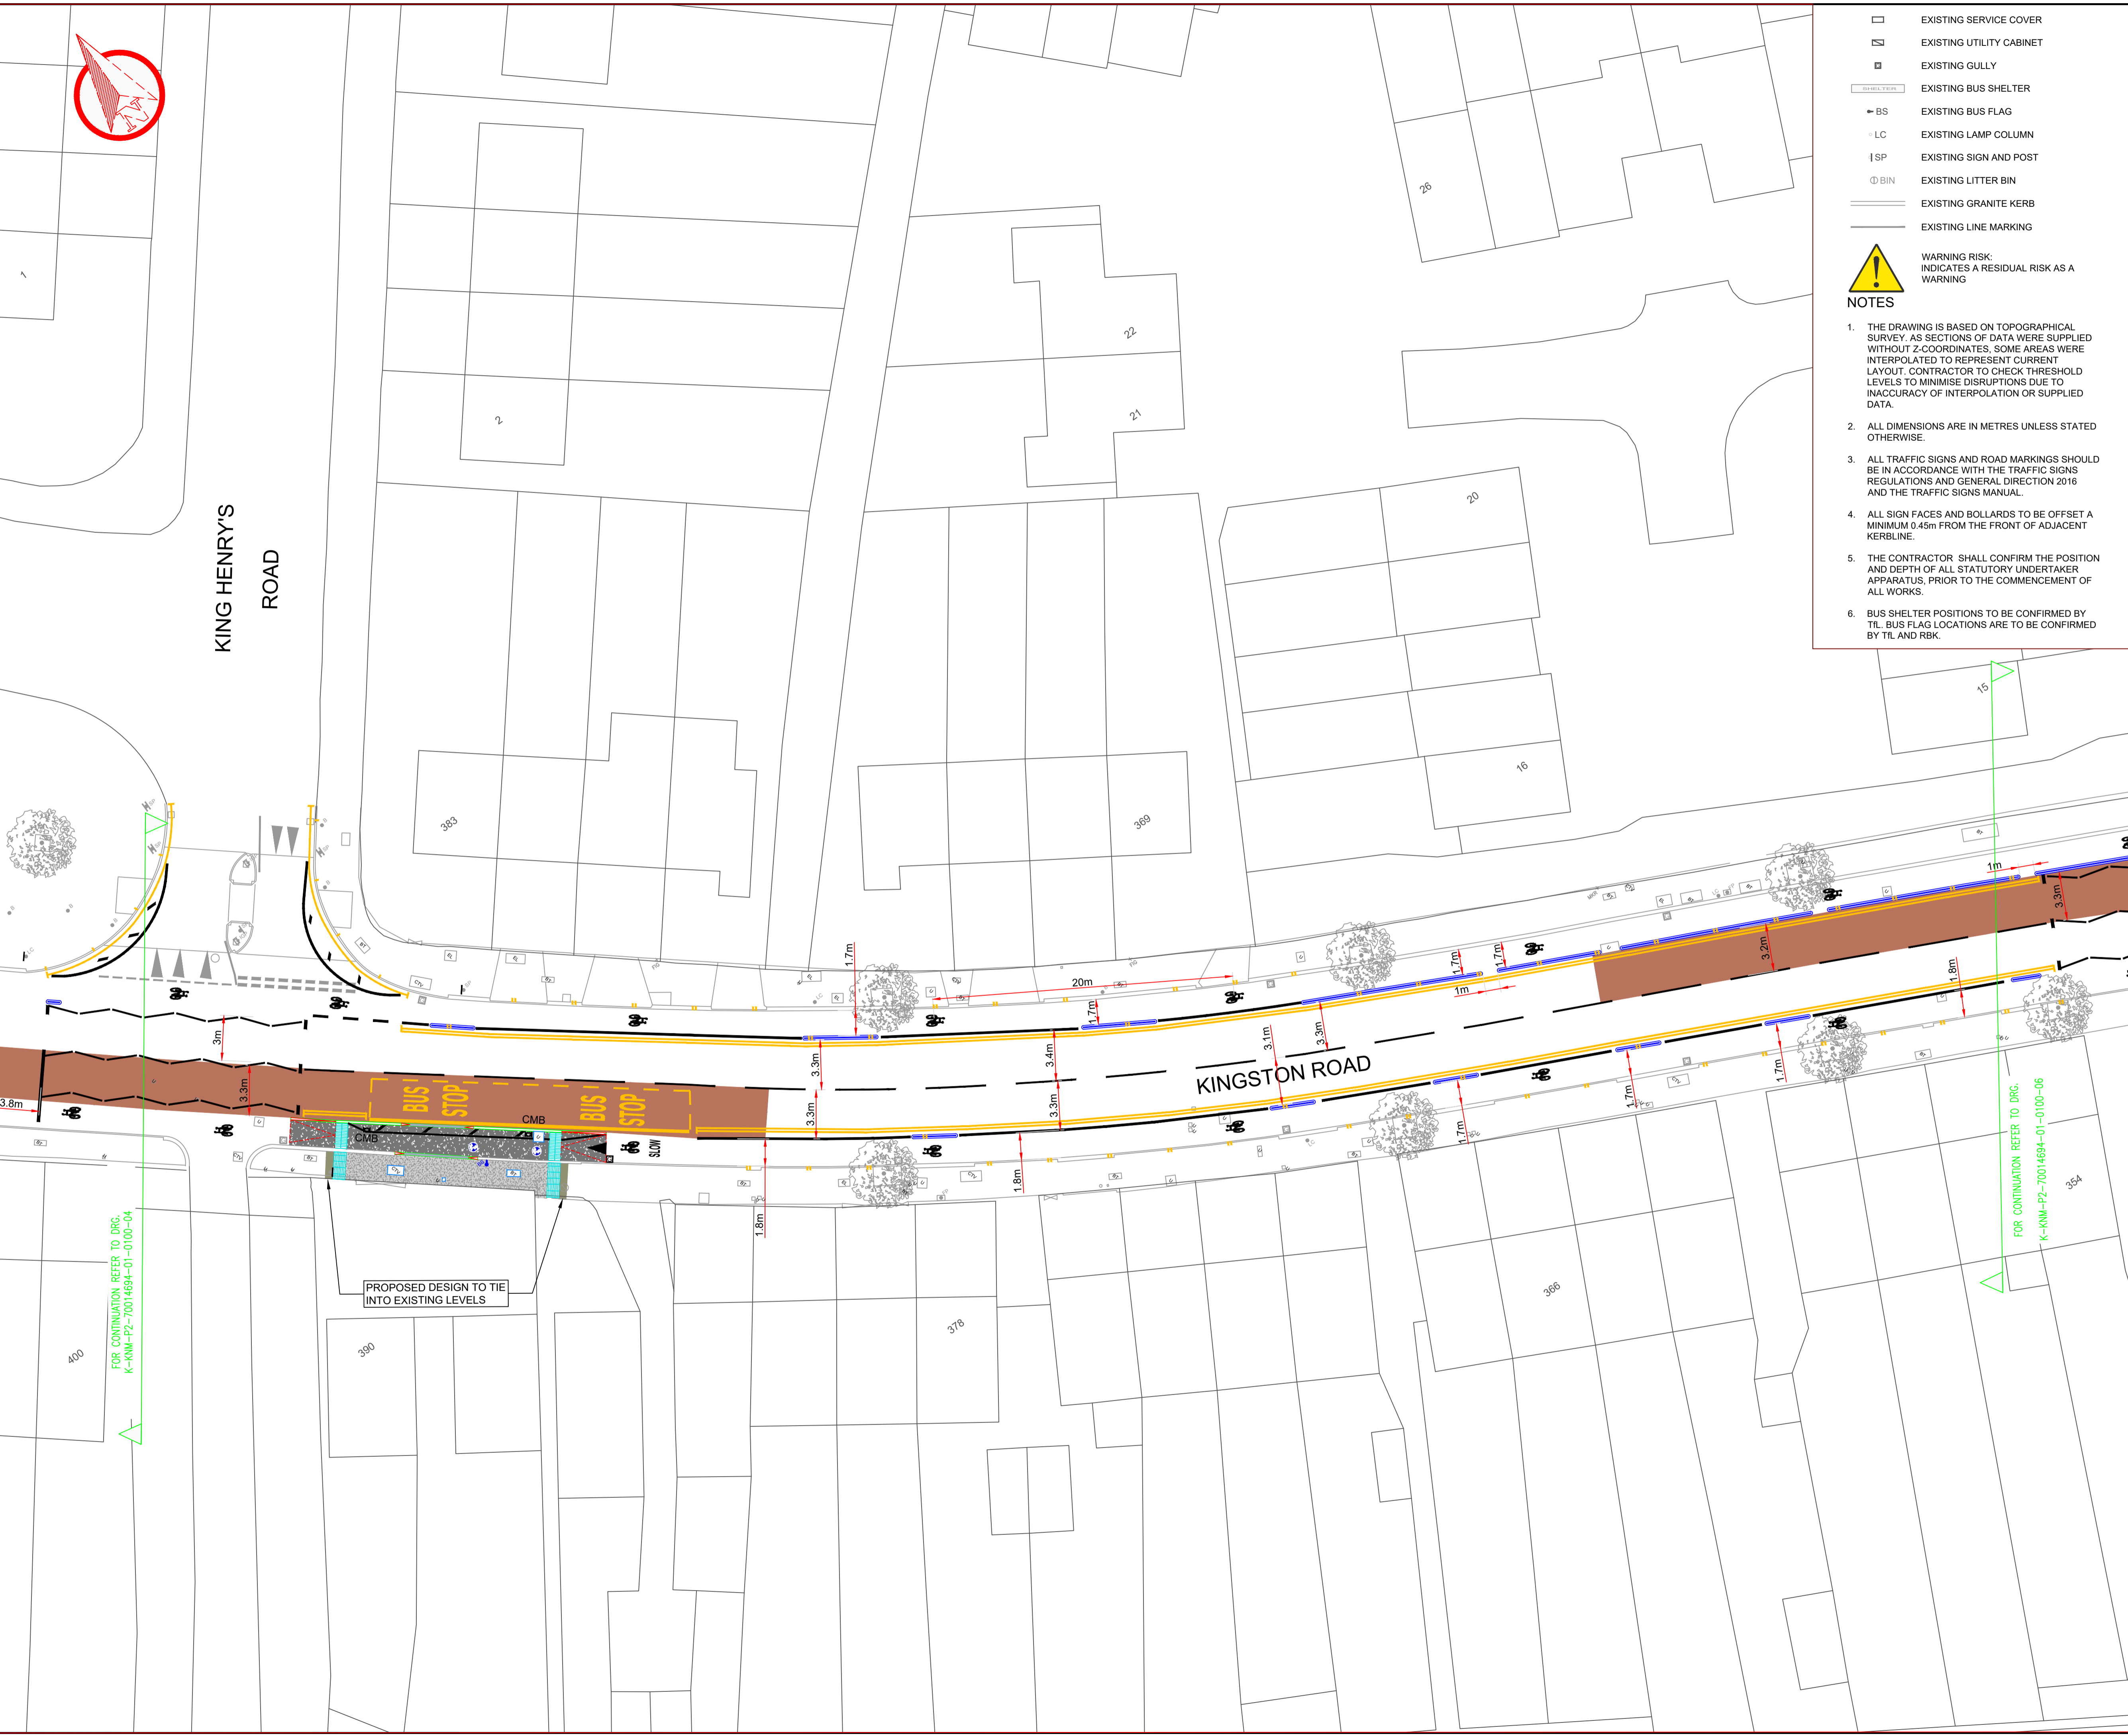 EXISTING SERVICE COVER
EXISTING UTILITY CABINET
EXISTING GULLY
SHELTER EXISTING BUS SHELTER
BS EXISTING BUS FLAG
LC EXISTING LAMP COLUMN
SP EXISTING SIGN AND POST
BIN EXISTING LITTER BIN
EXISTING GRANITE KERB
EXISTING LINE MARKING
WARNING RISK:
INDICATES A RESIDUAL RISK AS A
WARNING
NOTES
1. THE DRAWING IS BASED ON TOPOGRAPHICAL
SURVEY. AS SECTIONS OF DATA WERE SUPPLIED
WITHOUT Z-COORDINATES, SOME AREAS WERE
INTERPOLATED TO REPRESENT CURRENT
LAYOUT. CONTRACTOR TO CHECK THRESHOLD
LEVELS TO MINIMISE DISRUPTIONS DUE TO
INACCURACY OF INTERPOLATION OR SUPPLIED
DATA.
2. ALL DIMENSIONS ARE IN METRES UNLESS STATED
OTHERWISE.
3. ALL TRAFFIC SIGNS AND ROAD MARKINGS SHOULD
BE IN ACCORDANCE WITH THE TRAFFIC SIGNS
REGULATIONS AND GENERAL DIRECTION 2016
AND THE TRAFFIC SIGNS MANUAL.
4. ALL SIGN FACES AND BOLLARDS TO BE OFFSET A
MINIMUM 0.45m FROM THE FRONT OF ADJACENT
KERBLINE.
5. THE CONTRACTOR SHALL CONFIRM THE POSITION
AND DEPTH OF ALL STATUTORY UNDERTAKER
APPARATUS, PRIOR TO THE COMMENCEMENT OF
ALL WORKS.
6. BUS SHELTER POSITIONS TO BE CONFIRMED BY
TfL. BUS FLAG LOCATIONS ARE TO BE CONFIRMED
BY TfL AND RBK.
N
1
2
26
22
21
20
16
15
KING HENRY'S
ROAD
383
369
1.7m
20m
1.7m
1.7m
1.7m
1m
3.2m
1m
3.3m
1.8m
3m
3.3m
3.8m
3.3m
3.4m
3.1m
3.3m
3.3m
3.3m
KINGSTON ROAD
BUS
STOP
BUS
STOP
CMB
CMB
SLOW
1.8m
1.8m
1.7m
1.7m
1.7m
PROPOSED DESIGN TO TIE
INTO EXISTING LEVELS
FOR CONTINUATION REFER TO DRG.
K-KNM-P2-70014694-01-0100-04
FOR CONTINUATION REFER TO DRG.
K-KNM-P2-70014694-01-0100-06
400
390
378
366
354